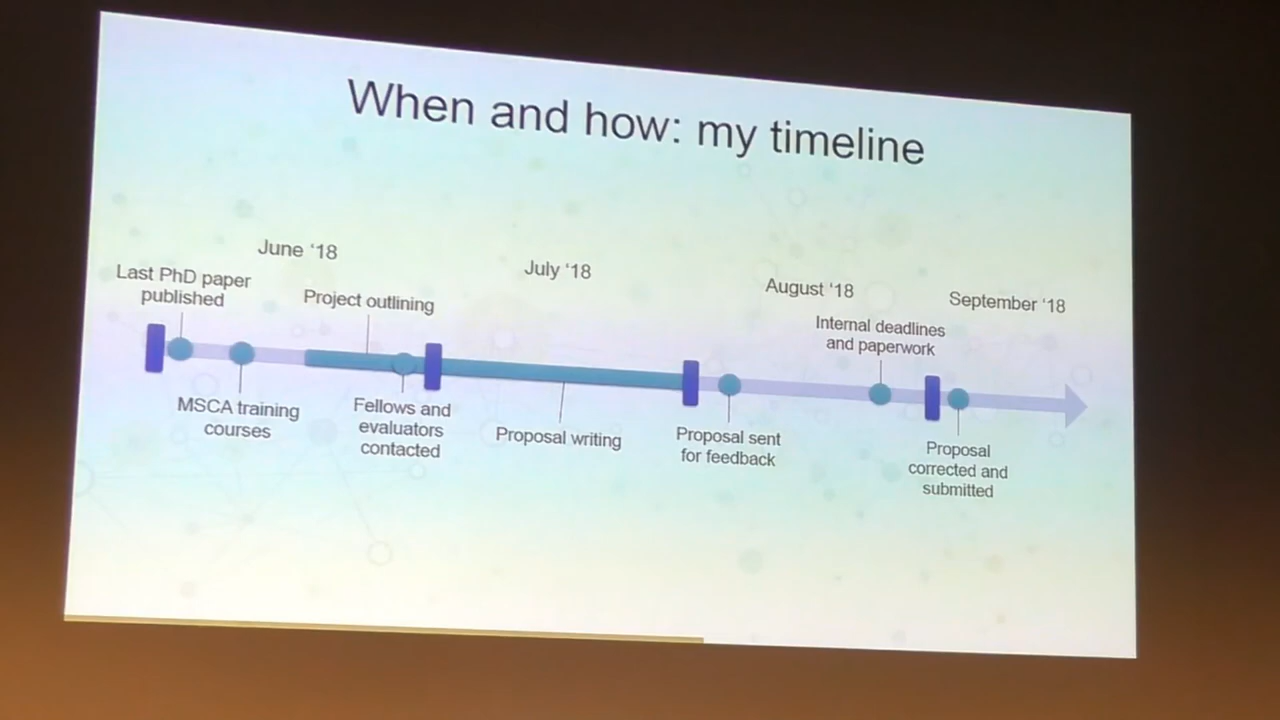 When and how: my timeline
June ‘18
July ‘18
August ‘18
September ‘18
Last PhD paper
published
Project outlining
Internal deadlines
and paperwork
MSCA training
courses
Fellows and
evaluators
contacted
Proposal writing
Proposal sent
for feedback
Proposal
corrected and
submitted